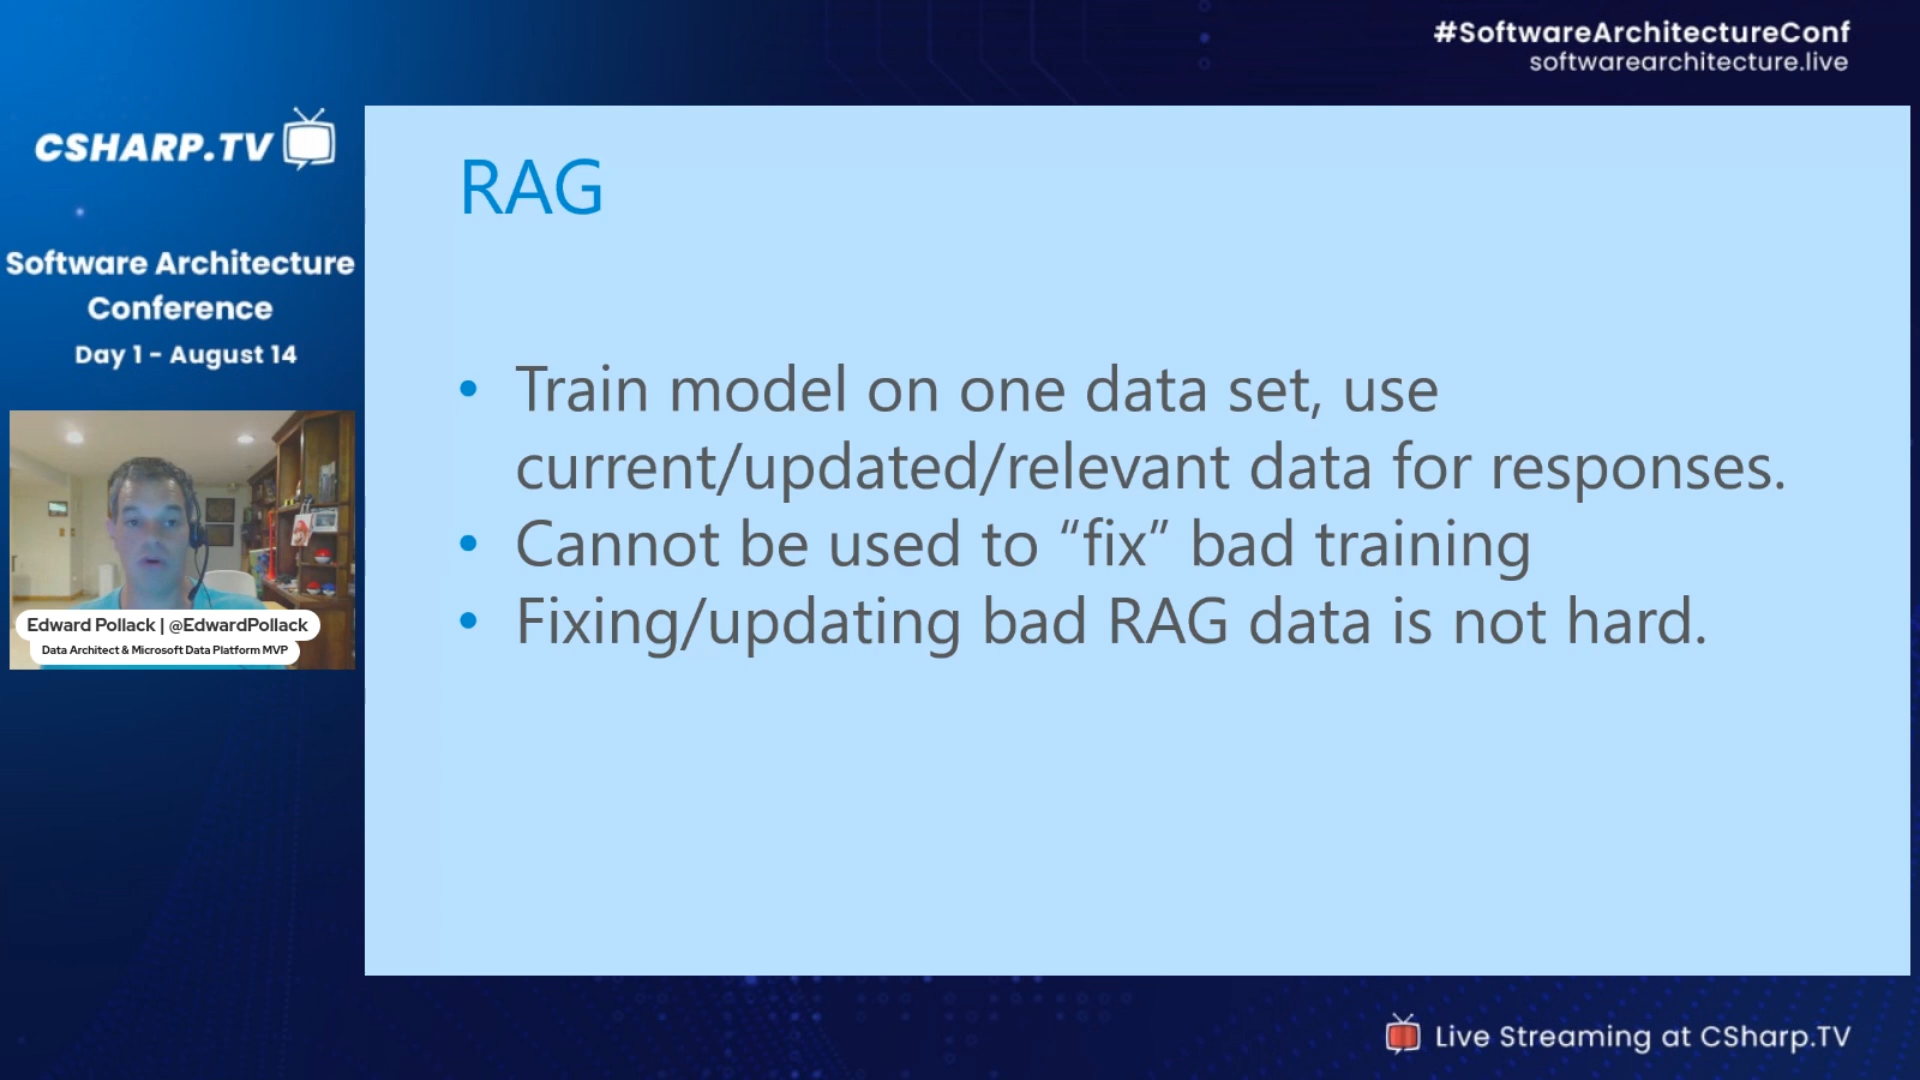 #SoftwareArchitectureConf
softwarearchitecture.live
CSHARP.TV
Software Architecture
Conference
Day 1 - August 14
Edward Pollack | @EdwardPollack
Data Architect & Microsoft Data Platform MVP
RAG
• Train model on one data set, use
current/updated/relevant data for responses.
• Cannot be used to “fix” bad training
• Fixing/updating bad RAG data is not hard.
Live Streaming at CSharp.TV